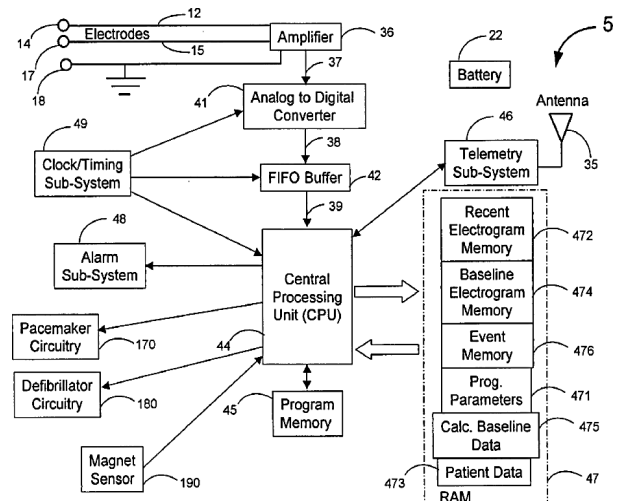 12
14
Electrodes
Amplifier
36
22
5
17
15
18
37
Battery
41
Analog to Digital
Converter
Antenna
49
38
46
Clock/Timing
Sub-System
FIFO Buffer
42
Telemetry
Sub-System
35
39
48
Alarm
Sub-System
Central
Processing
Unit (CPU)
Recent
Electrogram
Memory
472
Baseline
Electrogram
Memory
474
Pacemaker
Circuitry
170
44
Event
Memory
476
Defibrillator
Circuitry
180
45
Program
Memory
Prog.
Parameters
471
Calc. Baseline
Data
475
Magnet
Sensor
190
473
Patient Data
47
RAM